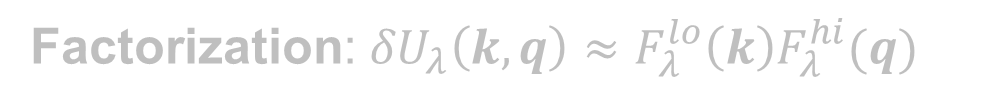 Factorization: δU_λ(k, q) ≈ F_λ^{lo}(k)F_λ^{hi}(q)